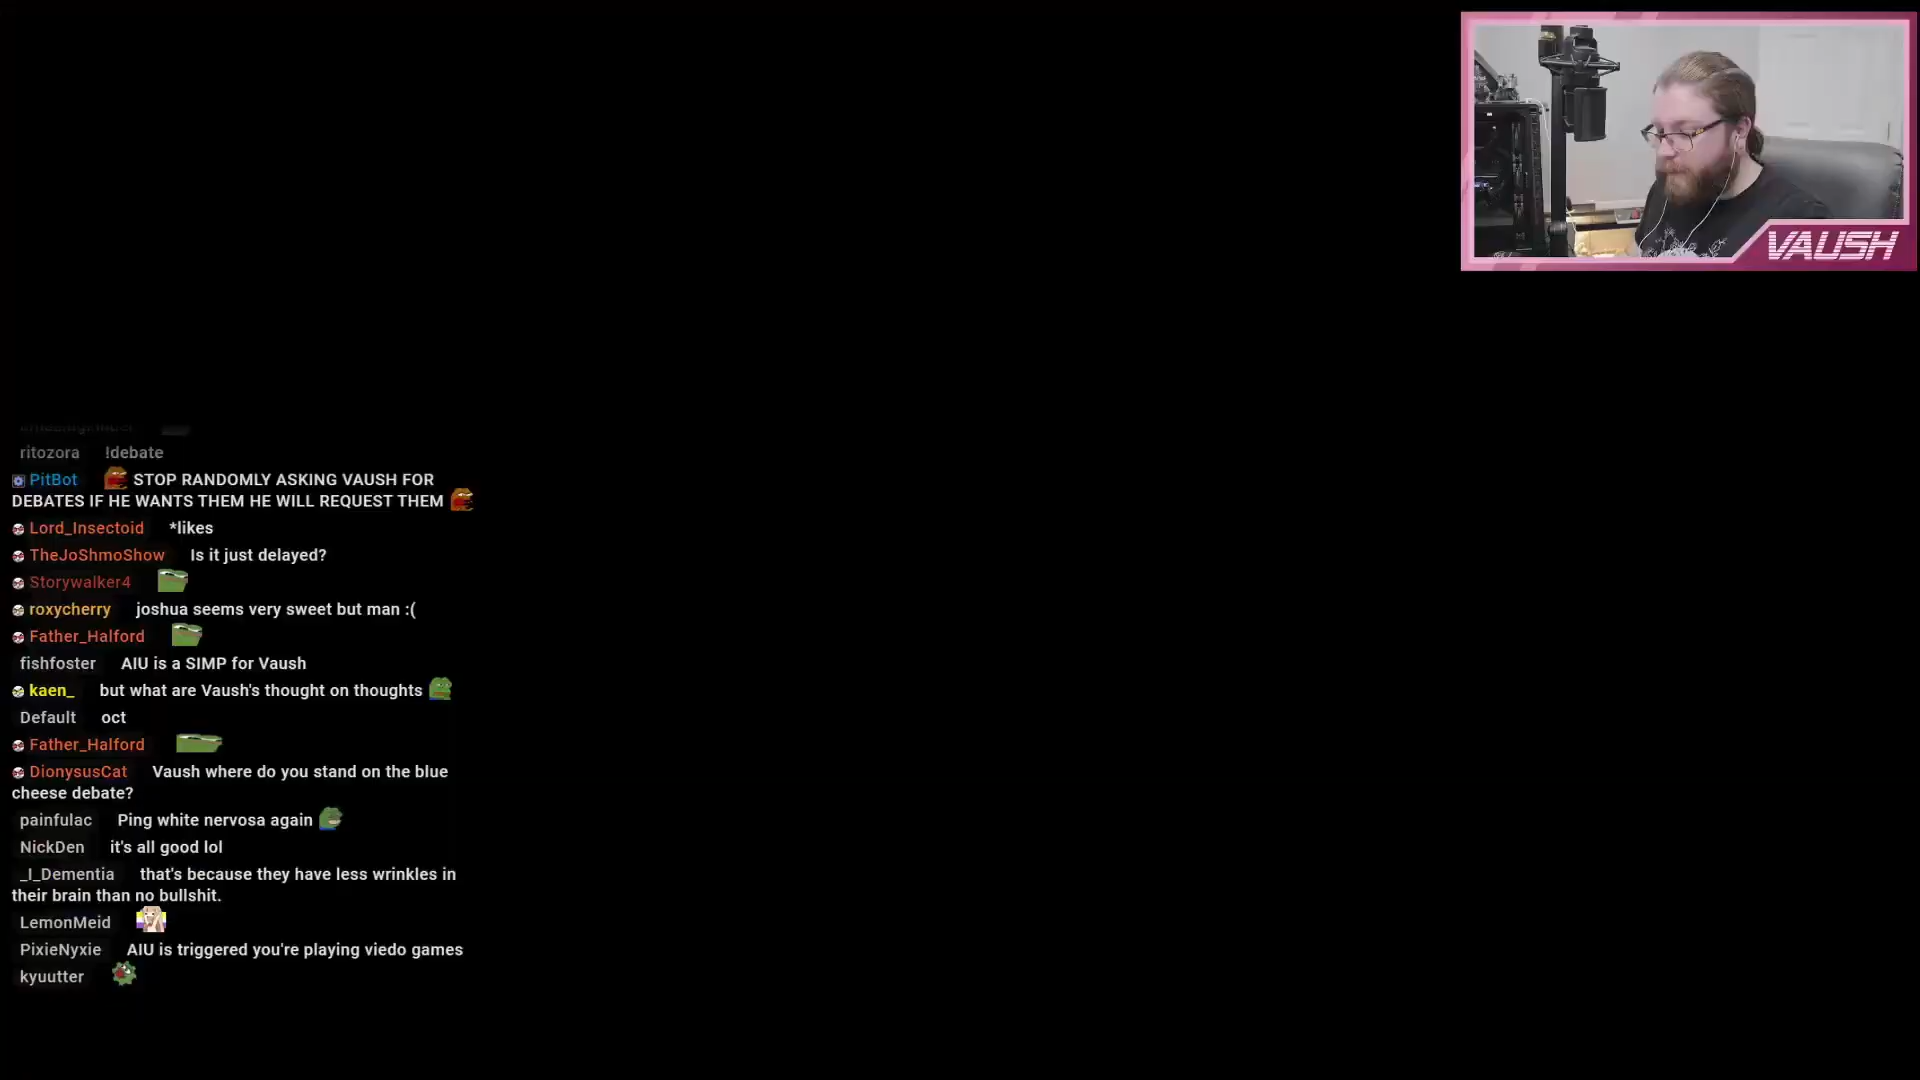 VAUSH
ritozora !debate
PitBot STOP RANDOMLY ASKING VAUSH FOR
DEBATES IF HE WANTS THEM HE WILL REQUEST THEM
Lord_Insectoid *likes
TheJoShmoShow Is it just delayed?
Storywalker4
roxycherry joshua seems very sweet but man :(
Father_Halford
fishfoster AIU is a SIMP for Vaush
kaen_ but what are Vaush's thought on thoughts
Default oct
Father_Halford
DionysusCat Vaush where do you stand on the blue
cheese debate?
painfulac Ping white nervosa again
NickDen it's all good lol
_I_Dementia that's because they have less wrinkles in
their brain than no bullshit.
LemonMeid
PixieNyxie AIU is triggered you're playing viedo games
kyuutter